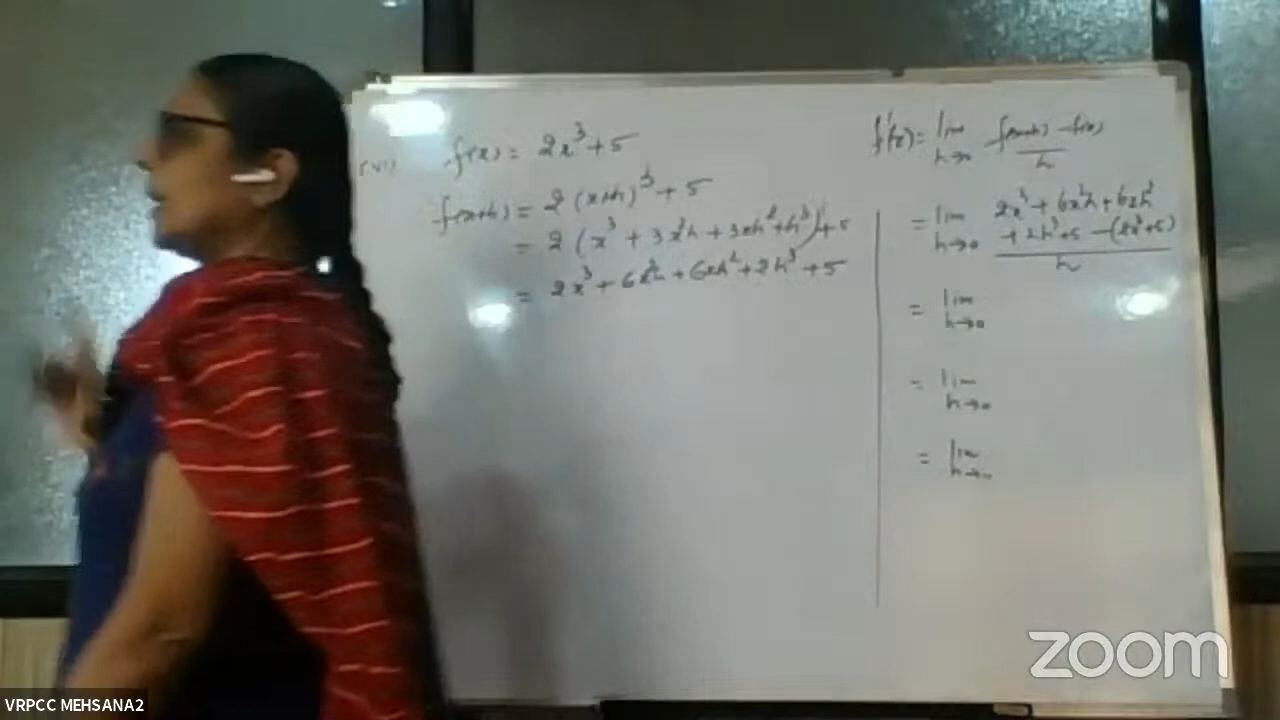 (vi) f(x) = 2x³ + 5
f(x+h) = 2 (x+h)³ + 5
= 2 (x³ + 3x²h + 3xh² + h³) + 5
= 2x³ + 6x²h + 6xh² + 2h³ + 5
f'(x) = lim h→0 f(x+h) - f(x) / h
= lim h→0 2x³ + 6x²h + 6xh²
+ 2h³ + 5 - (2x³ + 5) / h
= lim h→0
= lim h→0
= lim h→0
zoom
VRPCC MEHSANA2